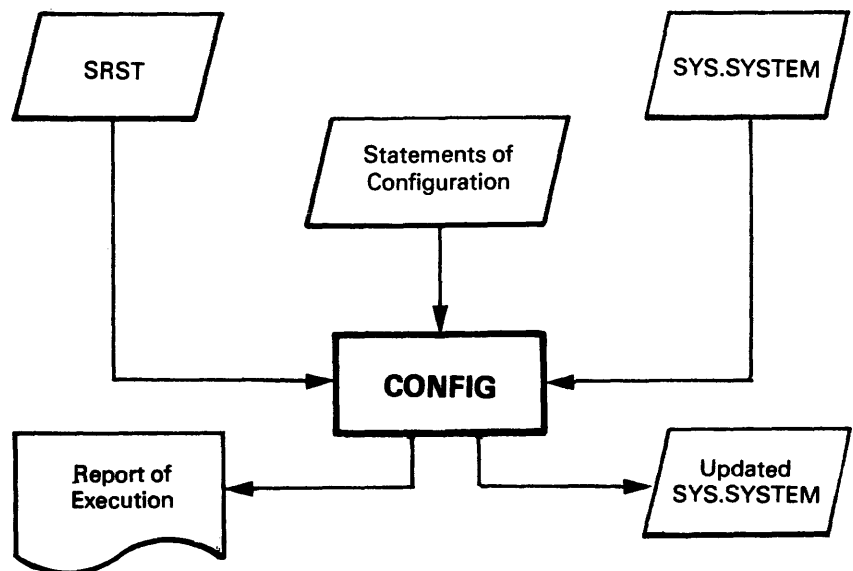 SRST
SYS.SYSTEM
Statements of
Configuration
CONFIG
Report of
Execution
Updated
SYS.SYSTEM